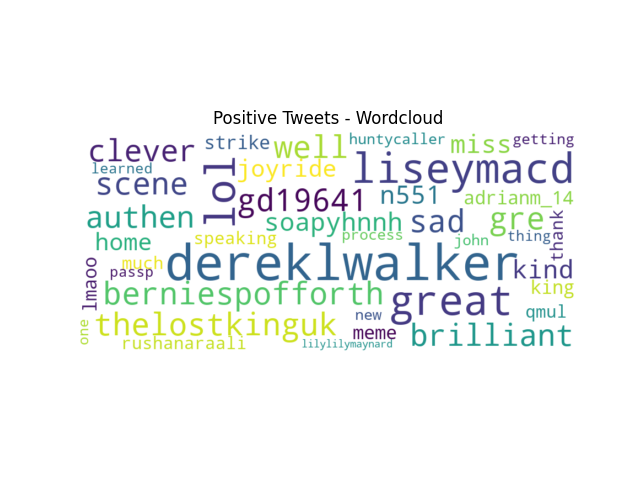 Positive Tweets - Wordcloud
clever strike well huntycaller miss getting
learned lol joyride liseymacd
scene gd19641 n551 adrianm_14
authen soapyhnnh sad gre thank
home speaking process john thing
much dereklwalker kind
passp
lmaoo berniespofforth great king
one thelostkinguk new qmul
rushanaraali meme brilliant
lilylilymaynard